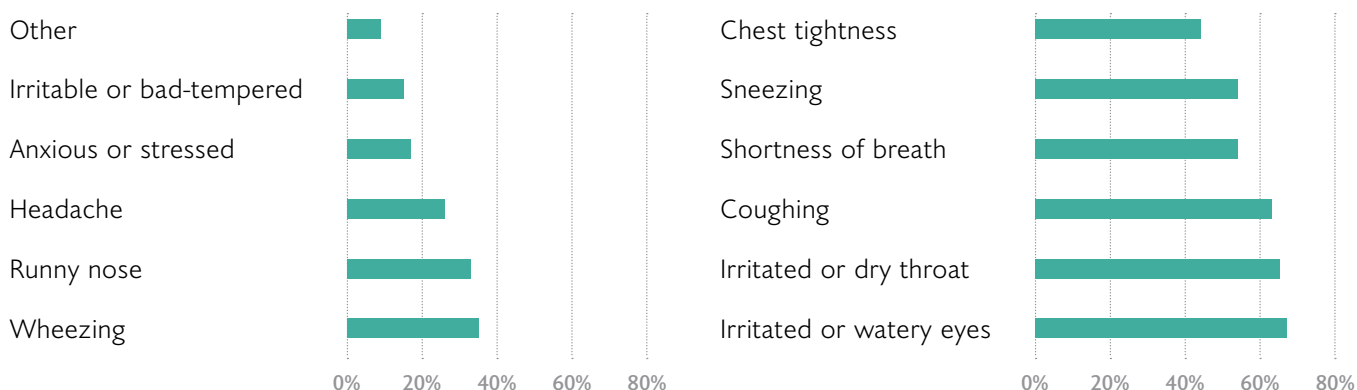 Other
Irritable or bad-tempered
Anxious or stressed
Headache
Runny nose
Wheezing
0% 20% 40% 60% 80%
Chest tightness
Sneezing
Shortness of breath
Coughing
Irritated or dry throat
Irritated or watery eyes
0% 20% 40% 60% 80%